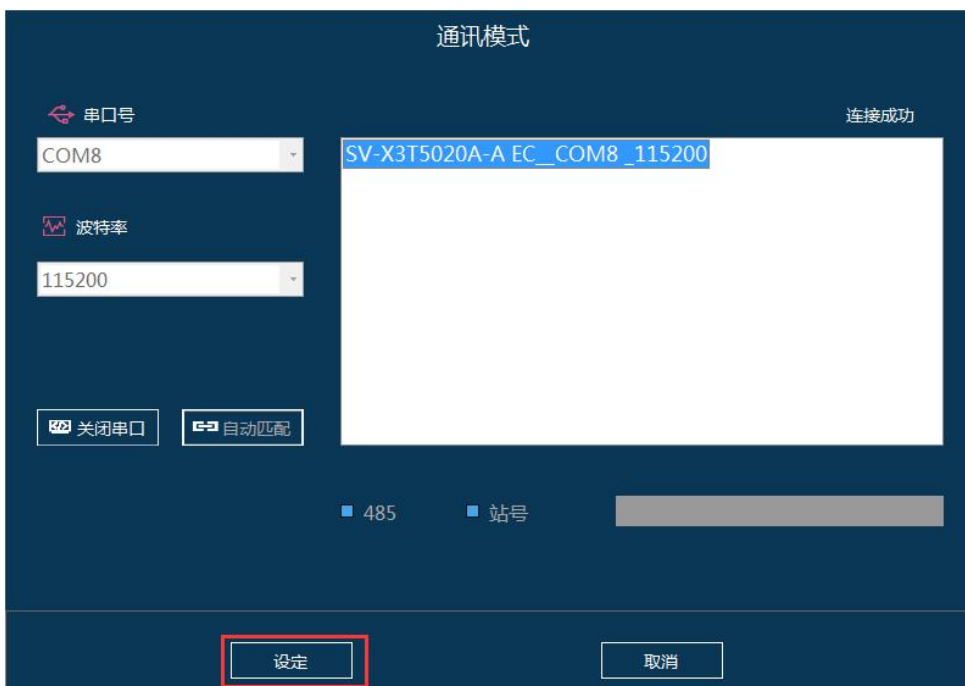 通讯模式
串口号
连接成功
COM8
SV-X3T5020A-A EC__COM8 _115200
波特率
115200
关闭串口
自动匹配
485
站号
设定
取消